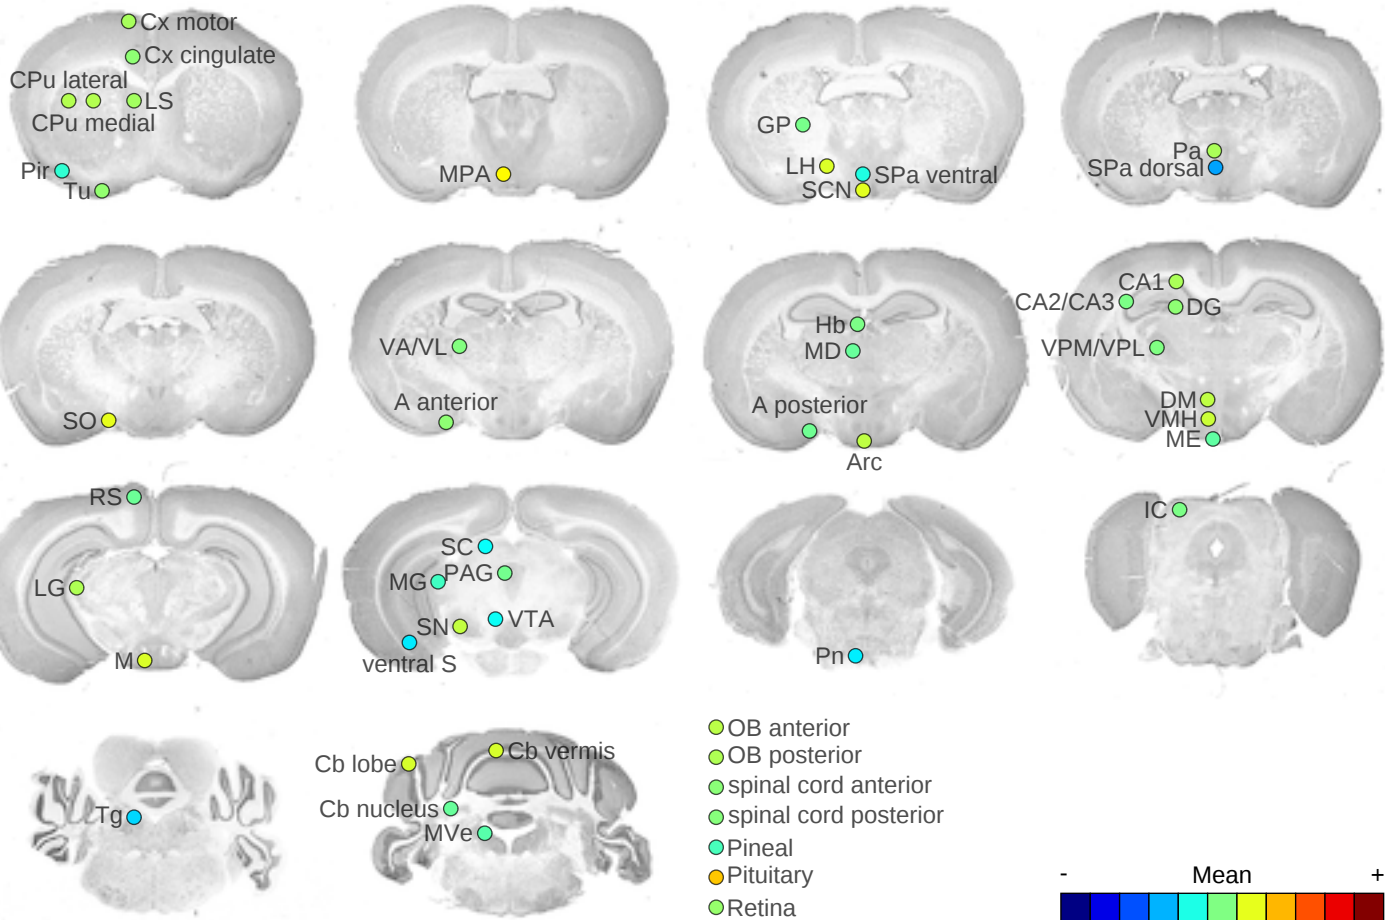 Cx motor
Cx cingulate
CPu lateral
LS
CPu medial
Pir
Tu
MPA
GP
LH
SPa ventral
SCN
Pa
SPa dorsal
SO
VA/VL
A anterior
Hb
MD
A posterior
Arc
CA1
CA2/CA3
DG
VPM/VPL
DM
VMH
ME
RS
LG
M
SC
MG
PAG
SN
VTA
ventral S
Pn
IC
Tg
Cb lobe
Cb vermis
Cb nucleus
MVe
OB anterior
OB posterior
spinal cord anterior
spinal cord posterior
Pineal
Pituitary
Retina
- Mean +